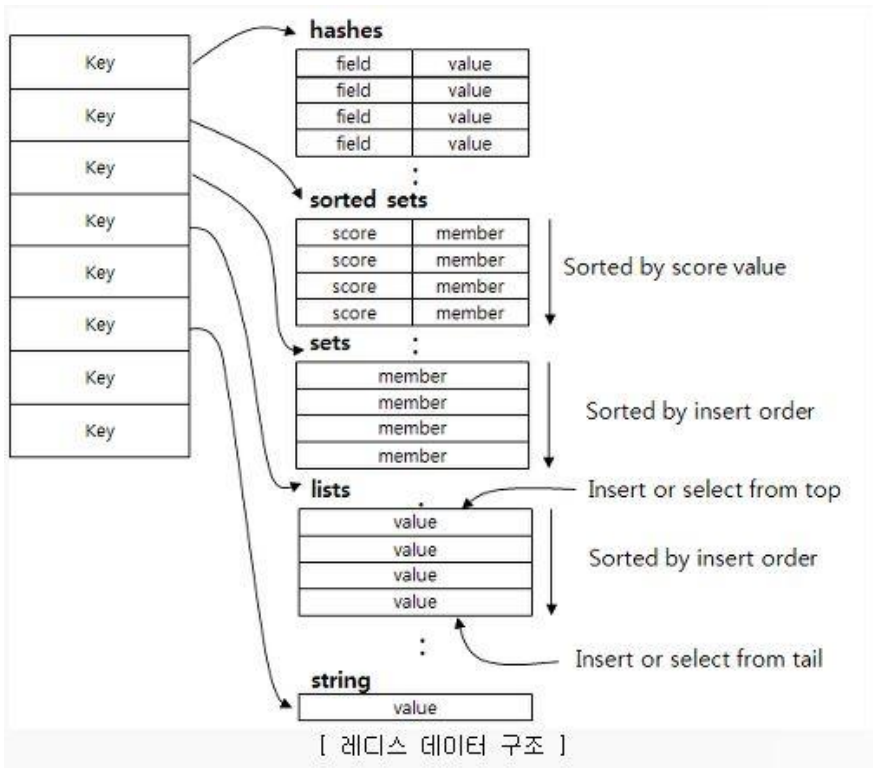 Key
Key
Key
Key
Key
Key
Key
Key
hashes
field value
field value
field value
field value
sorted sets
score member
score member
score member
score member
Sorted by score value
sets
member
member
member
member
Sorted by insert order
lists
Insert or select from top
value
value
value
value
Sorted by insert order
Insert or select from tail
string
value
[ 레디스 데이터 구조 ]